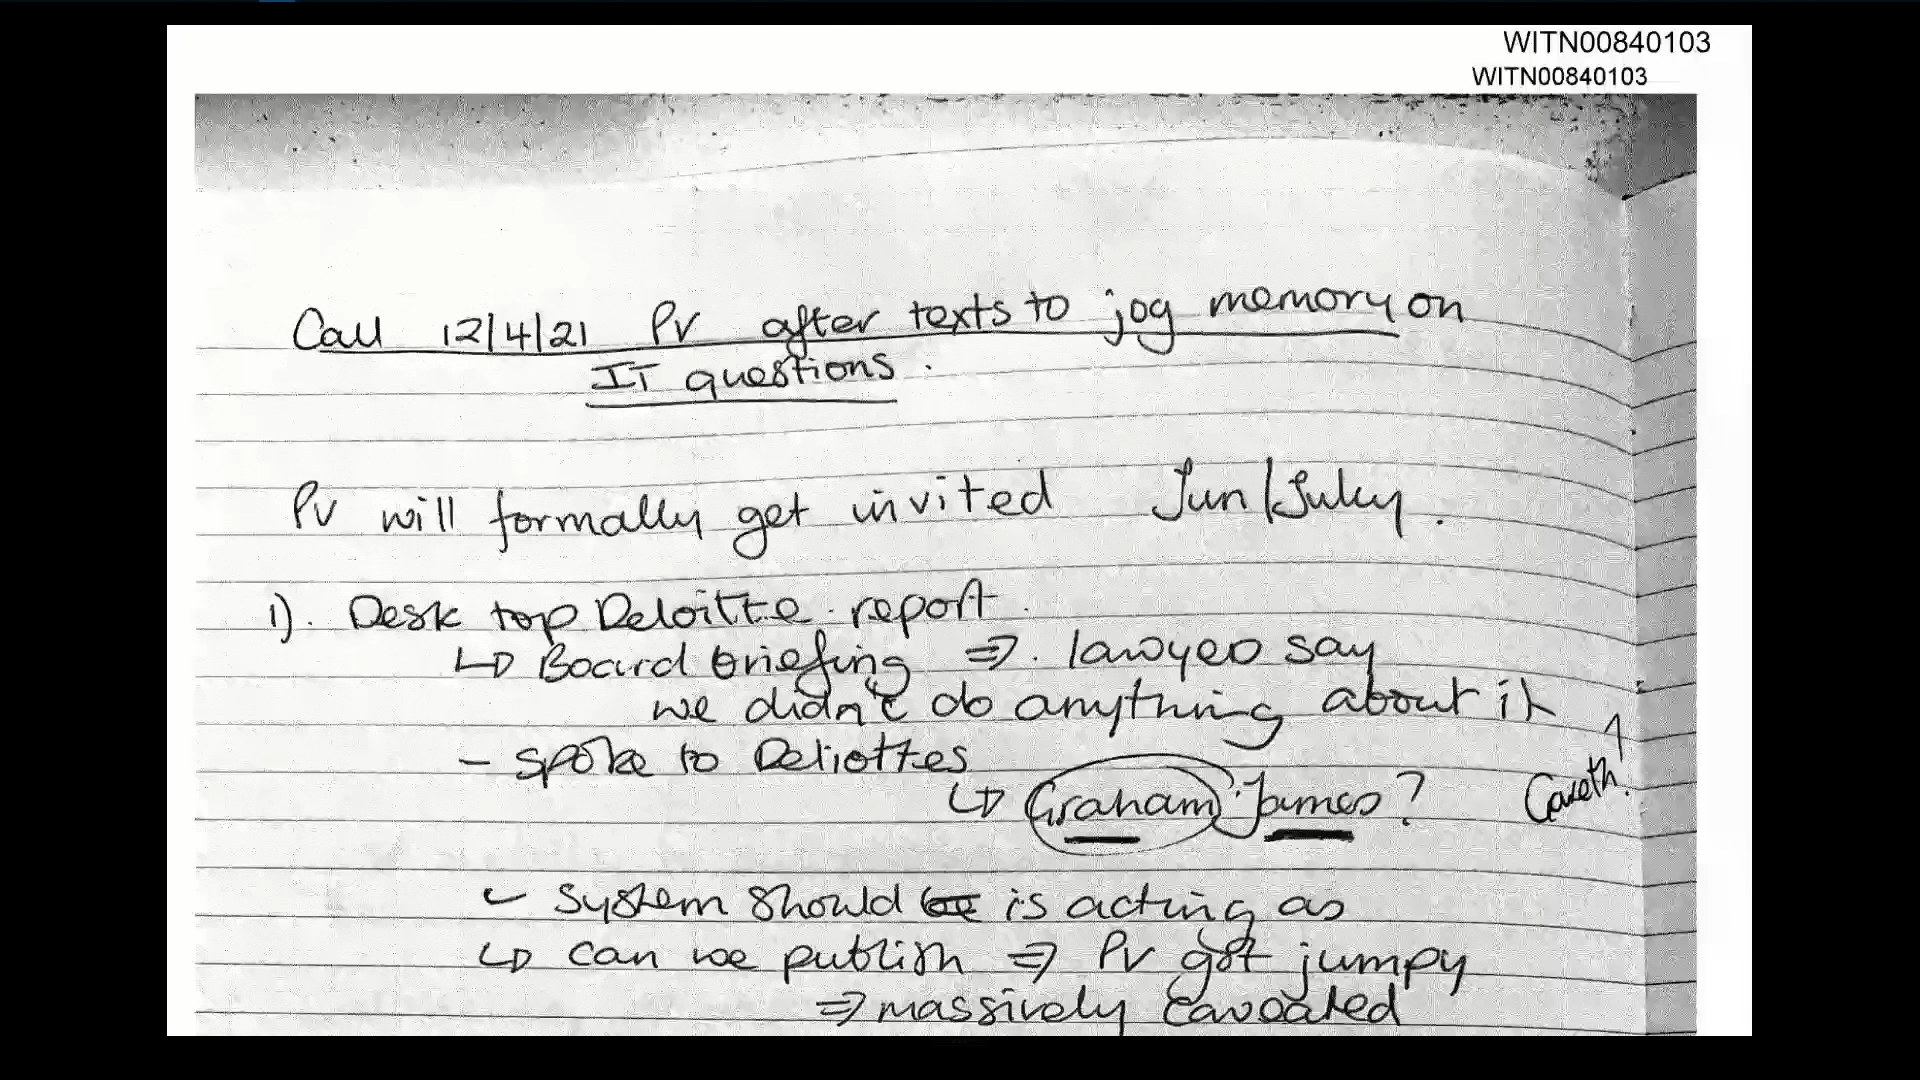 WITN00840103
WITN00840103
Call 12/4/21 PV after texts to jog memory on
IT questions.
PV will formally get invited Jun/July.
1). Desk top Deloitte report.
↳ Board briefing ⇒. lawyers say
we didn't do anything about it
- spoke to Deliottes
↳ Graham James? Gareth?
- System should be is acting as
↳ can we publish ⇒ PV got jumpy
⇒ massively caveated